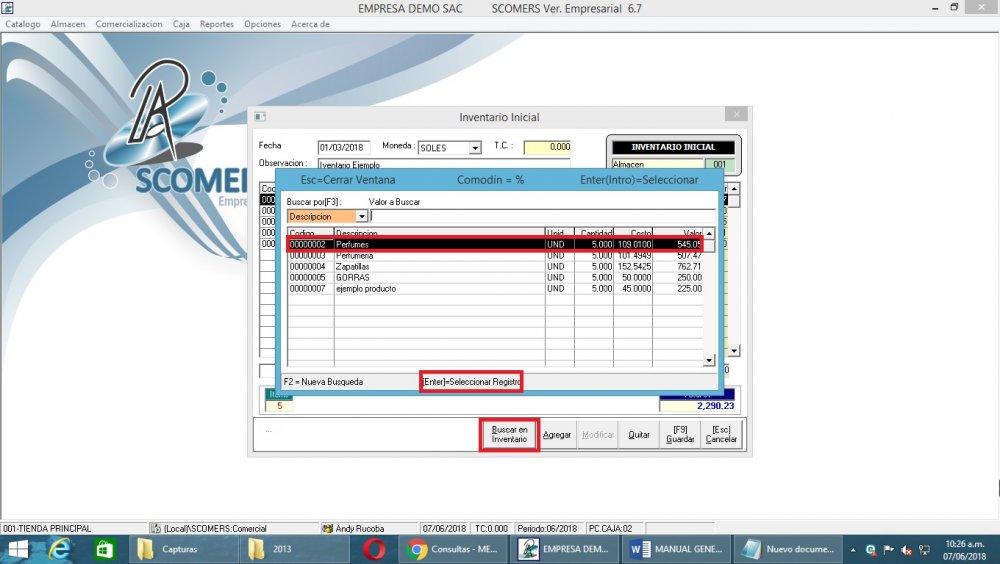 EMPRESA DEMO SAC SCOMERS Ver. Empresarial 6.7
Catalogo Almacen Comercializacion Caja Reportes Opciones Acerca de
SCOMER
Empre
Inventario Inicial
Fecha 01/03/2018 Moneda : SOLES T.C. : 0.000
INVENTARIO INICIAL
Observacion : Iventario Ejemplo
Almacen 001
Esc=Cerrar Ventana Comodín = % Enter(Intro)=Seleccionar
Buscar por[F3] : Valor a Buscar
Descripcion
Codigo Descripcion Unid Cantidad Costo Valor
00000002 Perfumes UND 5.000 109.0100 545.05
00000003 Perfumeria UND 5.000 101.4949 507.47
00000004 Zapatillas UND 5.000 152.5425 762.71
00000005 GORRAS UND 5.000 50.0000 250.00
00000007 ejemplo producto UND 5.000 45.0000 225.00
F2 = Nueva Busqueda [Enter]=Seleccionar Registro
5 2,290.23
... Buscar en Inventario Agregar Modificar Quitar [F9] Guardar [Esc] Cancelar
001-TIENDA PRINCIPAL (Local)\SCOMERS:Comercial Andy Rucoba 07/06/2018 TC:0.000 Periodo:06/2018 PC.CAJA:02
Capturas 2013 Consultas - ME... EMPRESA DEM... MANUAL GENE... Nuevo docume... 10:26 a.m.
07/06/2018